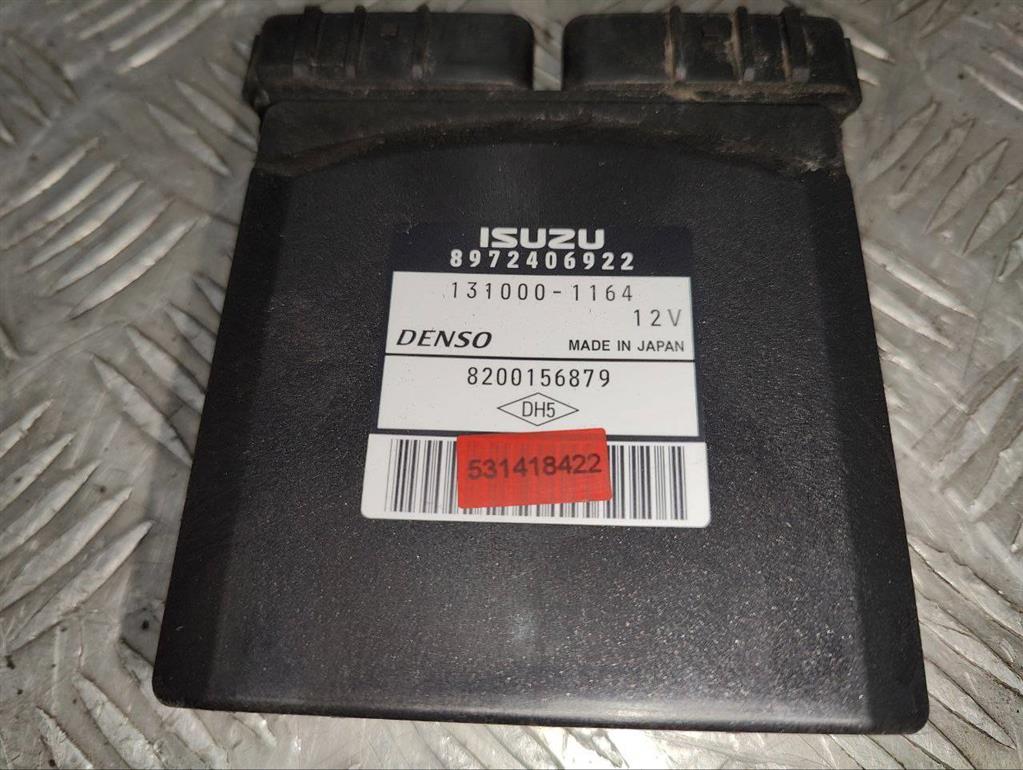 ISUZU
8972406922
131000-1164
12V
DENSO MADE IN JAPAN
8200156879
DH5
531418422